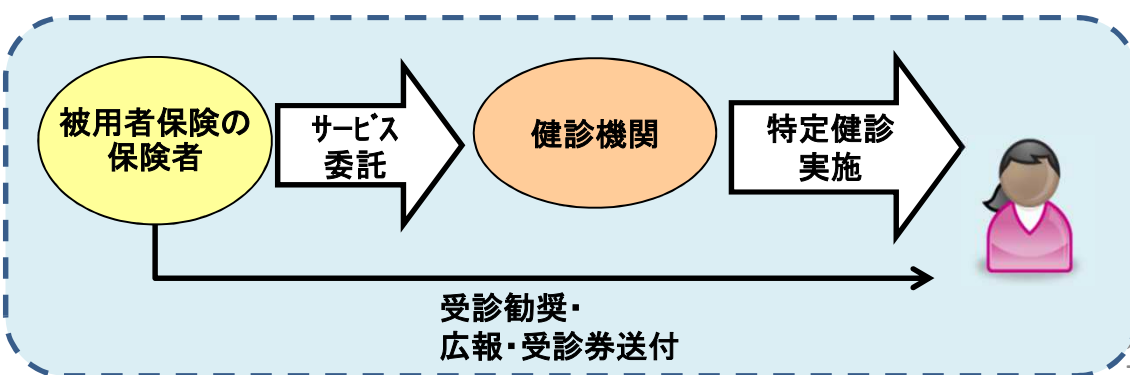 被用者保険の
保険者
ｻｰﾋﾞｽ
委託
健診機関
特定健診
実施
受診勧奨・
広報・受診券送付